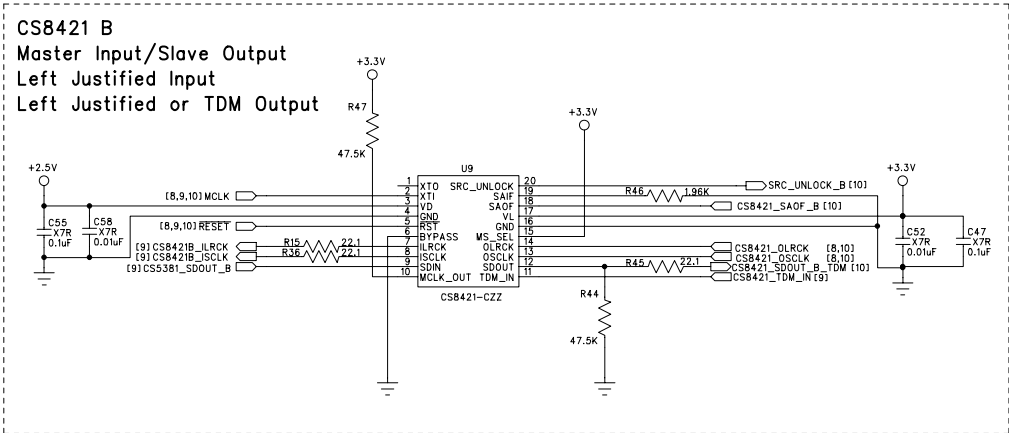 CS8421 B
Master Input/Slave Output
Left Justified Input
Left Justified or TDM Output
+3.3V
R47
47.5K
+3.3V
+2.5V
+3.3V
U9
1 XTO SRC_UNLOCK 20
2 XTI SAIF 19
3 VD SAOF 18
4 GND VL 17
5 RST GND 16
6 BYPASS MS_SEL 15
7 ILRCK OLRCK 14
8 ISCLK OSCLK 13
9 SDIN SDOUT 12
10 MCLK_OUT TDM_IN 11
CS8421-CZZ
[8,9,10] MCLK
C55
X7R
0.1uF
C58
X7R
0.01uF
[8,9,10] RESET
[9] CS8421B_ILRCK
R15 22.1
[9] CS8421B_ISCLK
R36 22.1
[9] CS5381_SDOUT_B
SRC_UNLOCK_B [10]
R46 1.96K
CS8421_SAOF_B [10]
CS8421_OLRCK [8,10]
CS8421_OSCLK [8,10]
R45 22.1
CS8421_SDOUT_B_TDM [10]
CS8421_TDM_IN [9]
R44
47.5K
C52
X7R
0.01uF
C47
X7R
0.1uF